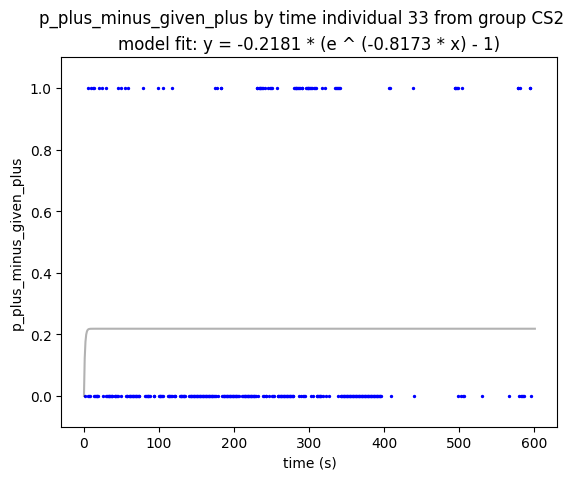 p_plus_minus_given_plus by time individual 33 from group CS2
model fit: y = -0.2181 * (e ^ (-0.8173 * x) - 1)
1.0
0.8
0.6
0.4
0.2
0.0
p_plus_minus_given_plus
0 100 200 300 400 500 600
time (s)